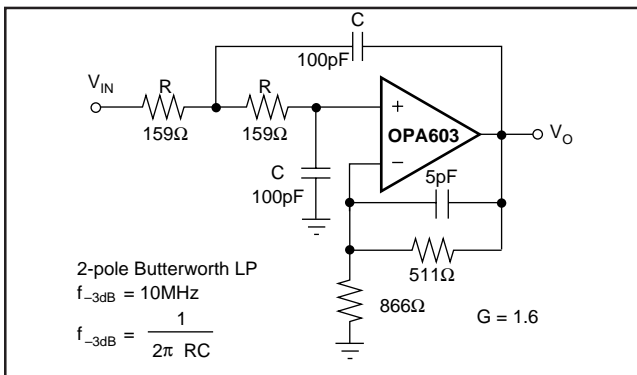 C
100pF
V_IN
R
R
159Ω
159Ω
+
OPA603
V_O
−
C
100pF
5pF
511Ω
2-pole Butterworth LP
f_−3dB = 10MHz
866Ω
G = 1.6
f_−3dB = 1 / 2π RC